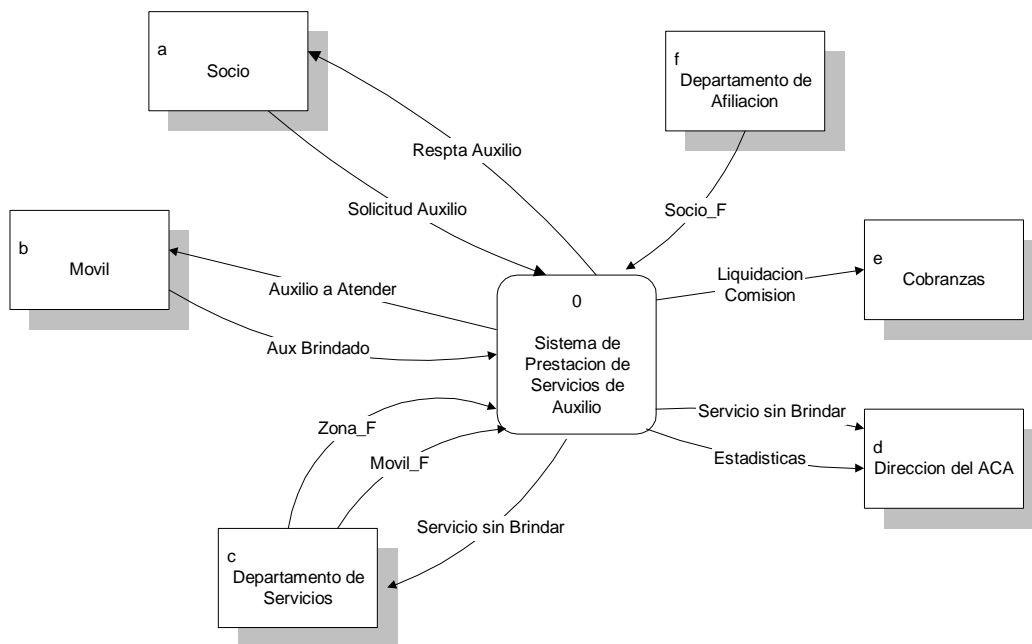 a
Socio
f
Departamento de
Afiliacion
Respta Auxilio
Solicitud Auxilio
Socio_F
b
Movil
Auxilio a Atender
Aux Brindado
e
Cobranzas
Liquidacion
Comision
0
Sistema de
Prestacion de
Servicios de
Auxilio
Servicio sin Brindar
Estadisticas
d
Direccion del ACA
Zona_F
Movil_F
Servicio sin Brindar
c
Departamento de
Servicios